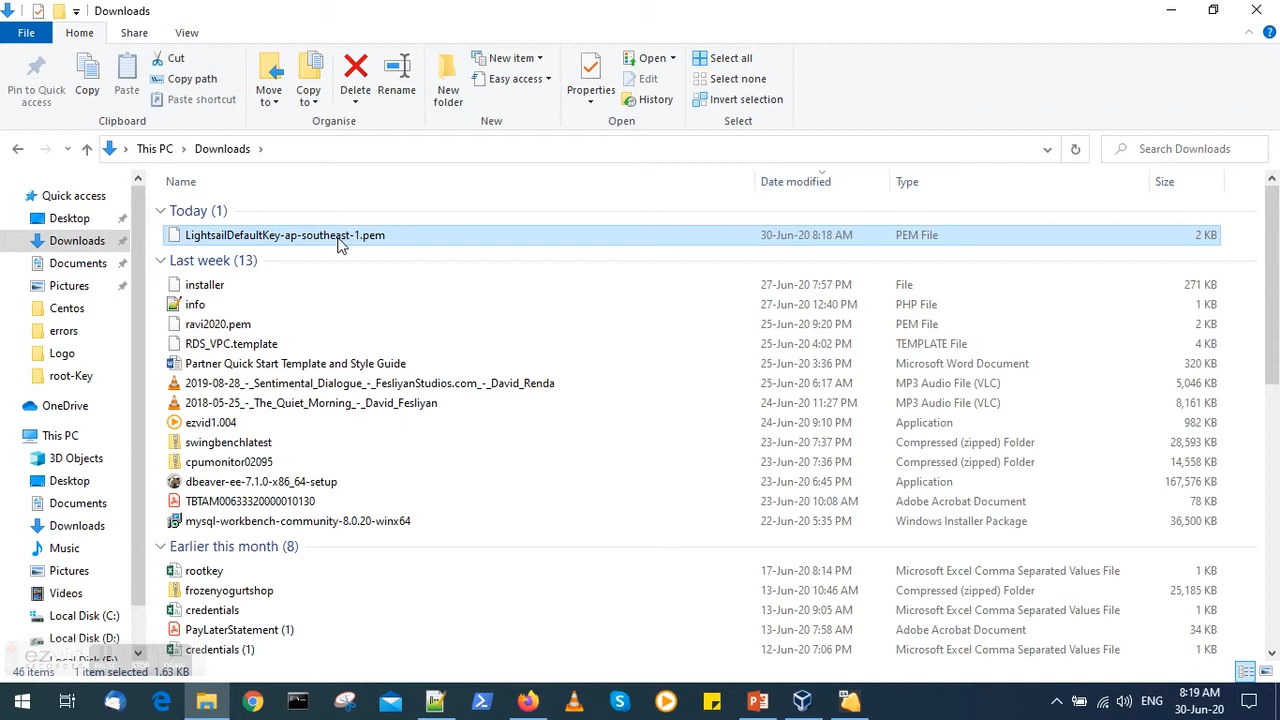 Downloads
File Home Share View
Pin to Quick access
Copy
Paste
Cut
Copy path
Paste shortcut
Clipboard
Move to
Copy to
Delete
Rename
Organise
New folder
New item
Easy access
New
Properties
Open
Edit
History
Open
Select all
Select none
Invert selection
Select
This PC Downloads
Search Downloads
Quick access
Desktop
Downloads
Documents
Pictures
Centos
errors
Logo
root-Key
OneDrive
This PC
3D Objects
Desktop
Documents
Downloads
Music
Pictures
Videos
Local Disk (C:)
Local Disk (D:)
Name Date modified Type Size
Today (1)
LightsailDefaultKey-ap-southeast-1.pem 30-Jun-20 8:18 AM PEM File 2 KB
Last week (13)
installer 27-Jun-20 7:57 PM File 271 KB
info 27-Jun-20 12:40 PM PHP File 1 KB
ravi2020.pem 25-Jun-20 9:20 PM PEM File 2 KB
RDS_VPC.template 25-Jun-20 4:02 PM TEMPLATE File 4 KB
Partner Quick Start Template and Style Guide 25-Jun-20 3:36 PM Microsoft Word Document 320 KB
2019-08-28_-_Sentimental_Dialogue_-_FesliyanStudios.com_-_David_Renda 25-Jun-20 6:17 AM MP3 Audio File (VLC) 5,046 KB
2018-05-25_-_The_Quiet_Morning_-_David_Fesliyan 24-Jun-20 11:27 PM MP3 Audio File (VLC) 8,161 KB
ezvid1.004 24-Jun-20 9:10 PM Application 982 KB
swingbenchlatest 23-Jun-20 7:37 PM Compressed (zipped) Folder 28,593 KB
cpumonitor02095 23-Jun-20 7:36 PM Compressed (zipped) Folder 14,558 KB
dbeaver-ee-7.1.0-x86_64-setup 23-Jun-20 6:45 PM Application 167,576 KB
TBTAM00633320000010130 23-Jun-20 10:08 AM Adobe Acrobat Document 78 KB
mysql-workbench-community-8.0.20-winx64 22-Jun-20 5:35 PM Windows Installer Package 36,500 KB
Earlier this month (8)
rootkey 17-Jun-20 8:14 PM Microsoft Excel Comma Separated Values File 1 KB
frozenyogurtshop 13-Jun-20 10:46 AM Compressed (zipped) Folder 25,185 KB
credentials 13-Jun-20 9:05 AM Microsoft Excel Comma Separated Values File 1 KB
PayLaterStatement (1) 13-Jun-20 7:58 AM Adobe Acrobat Document 34 KB
credentials (1) 12-Jun-20 7:06 PM Microsoft Excel Comma Separated Values File 1 KB
46 items 1 item selected 1.63 KB
ENG
8:19 AM
30-Jun-20